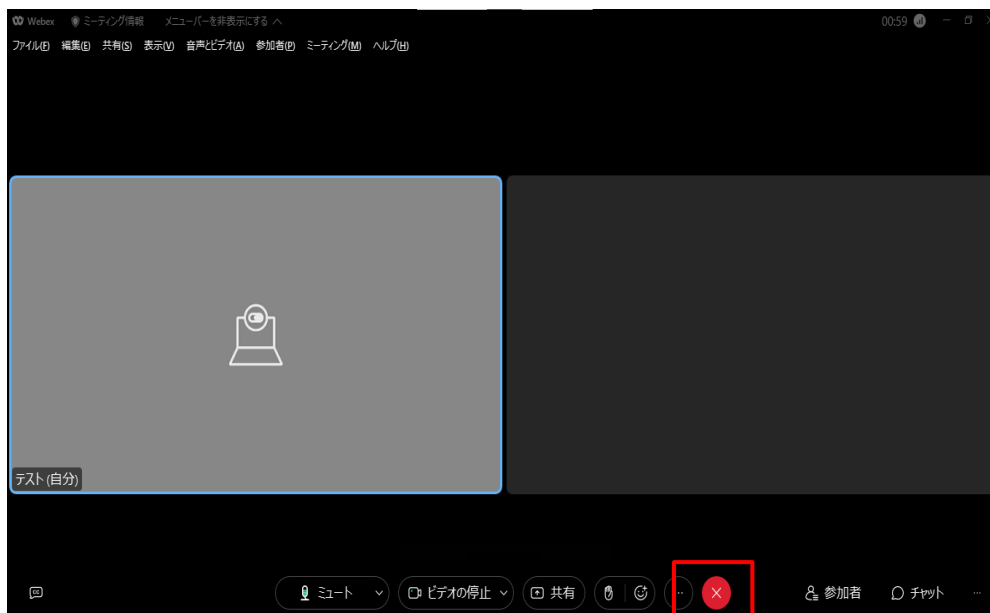 Webex ミーティング情報 メニューバーを非表示にする 00:59
ファイル(F) 編集(E) 共有(S) 表示(V) 音声とビデオ(A) 参加者(P) ミーティング(M) ヘルプ(H)
テスト (自分)
CC ミュート ビデオの停止 共有 参加者 チャット